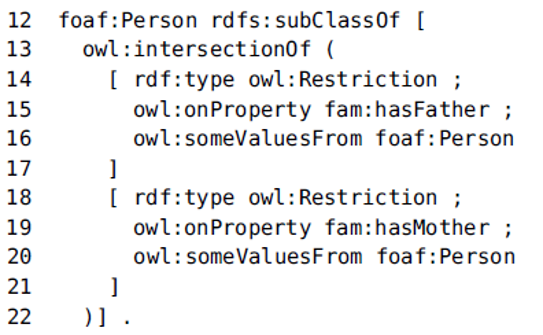 12 foaf:Person rdfs:subClassOf [
13   owl:intersectionOf (
14     [ rdf:type owl:Restriction ;
15       owl:onProperty fam:hasFather ;
16       owl:someValuesFrom foaf:Person
17     ]
18     [ rdf:type owl:Restriction ;
19       owl:onProperty fam:hasMother ;
20       owl:someValuesFrom foaf:Person
21     ]
22   )] .